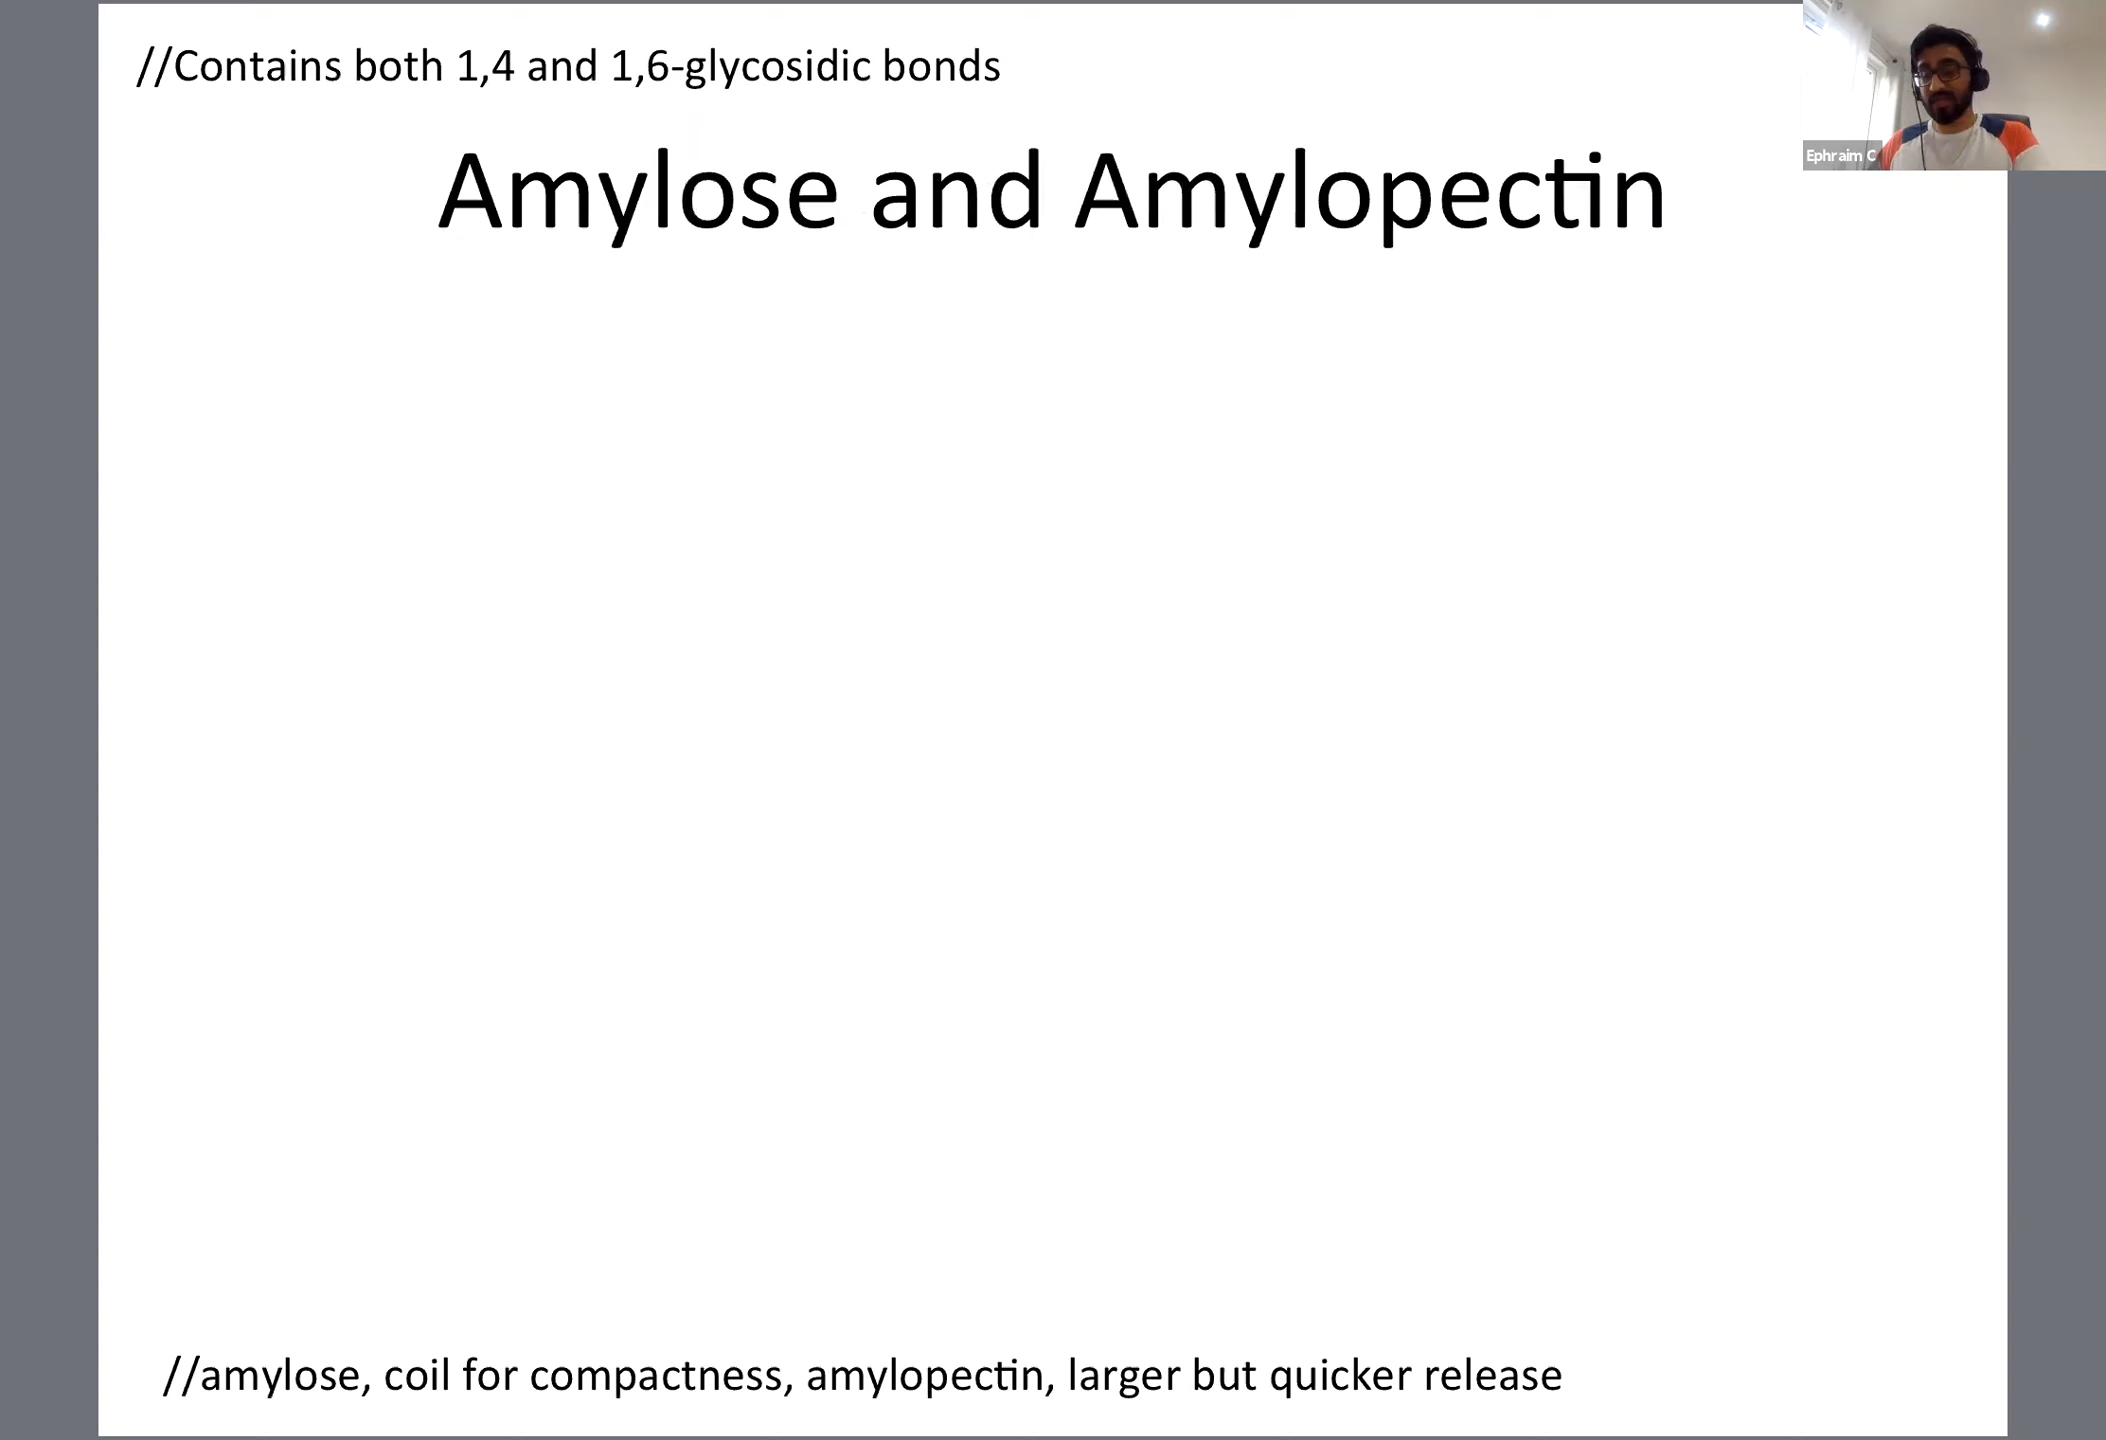 //Contains both 1,4 and 1,6-glycosidic bonds
Ephraim C
Amylose and Amylopectin
//amylose, coil for compactness, amylopectin, larger but quicker release